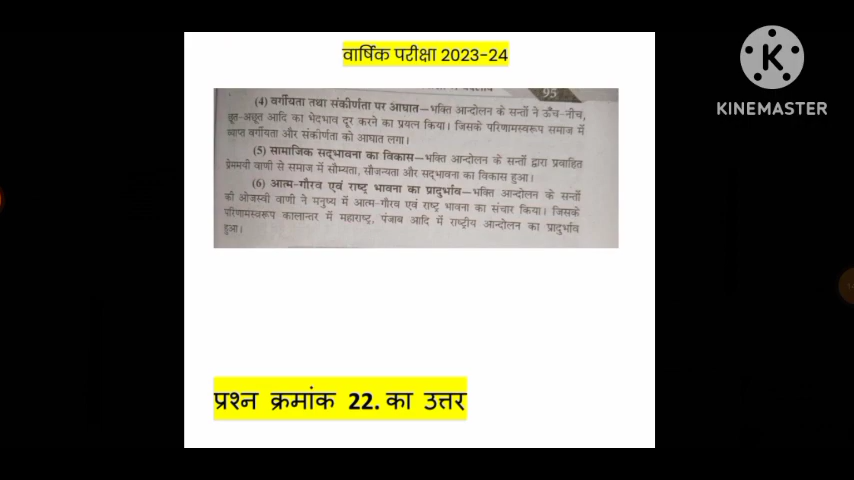 वार्षिक परीक्षा 2023-24
95
(4) वर्गीयता तथा संकीर्णता पर आघात—भक्ति आन्दोलन के सन्तों ने ऊँच-नीच,
छूत-अछूत आदि का भेदभाव दूर करने का प्रयत्न किया। जिसके परिणामस्वरूप समाज में
व्याप्त वर्गीयता और संकीर्णता को आघात लगा।
(5) सामाजिक सद्भावना का विकास—भक्ति आन्दोलन के सन्तों द्वारा प्रवाहित
प्रेममयी वाणी से समाज में सौम्यता, सौजन्यता और सद्भावना का विकास हुआ।
(6) आत्म-गौरव एवं राष्ट्र भावना का प्रादुर्भाव—भक्ति आन्दोलन के सन्तों
की ओजस्वी वाणी ने मनुष्य में आत्म-गौरव एवं राष्ट्र भावना का संचार किया। जिसके
परिणामस्वरूप कालान्तर में महाराष्ट्र, पंजाब आदि में राष्ट्रीय आन्दोलन का प्रादुर्भाव
हुआ।
प्रश्न क्रमांक 22. का उत्तर
K
KINEMASTER